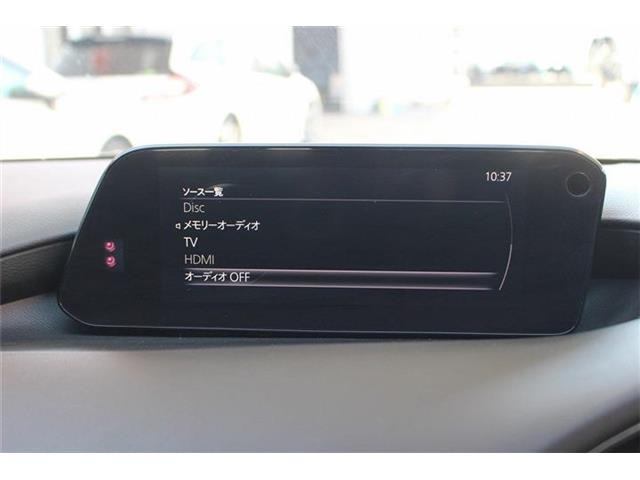 10:37
ソース一覧
Disc
メモリーオーディオ
TV
HDMI
オーディオ OFF